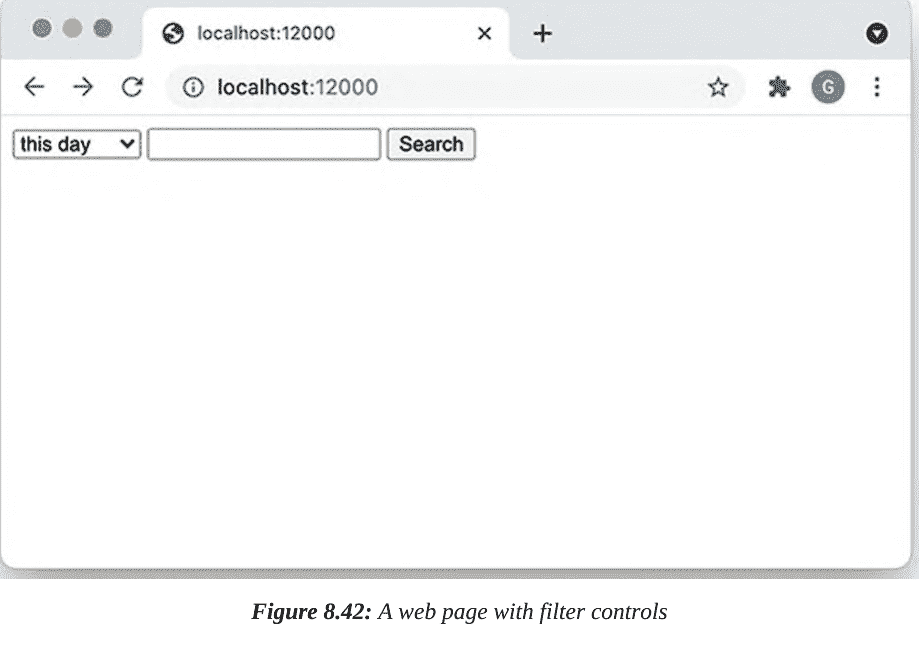 localhost:12000
localhost:12000
G
this day
Search
Figure 8.42: A web page with filter controls